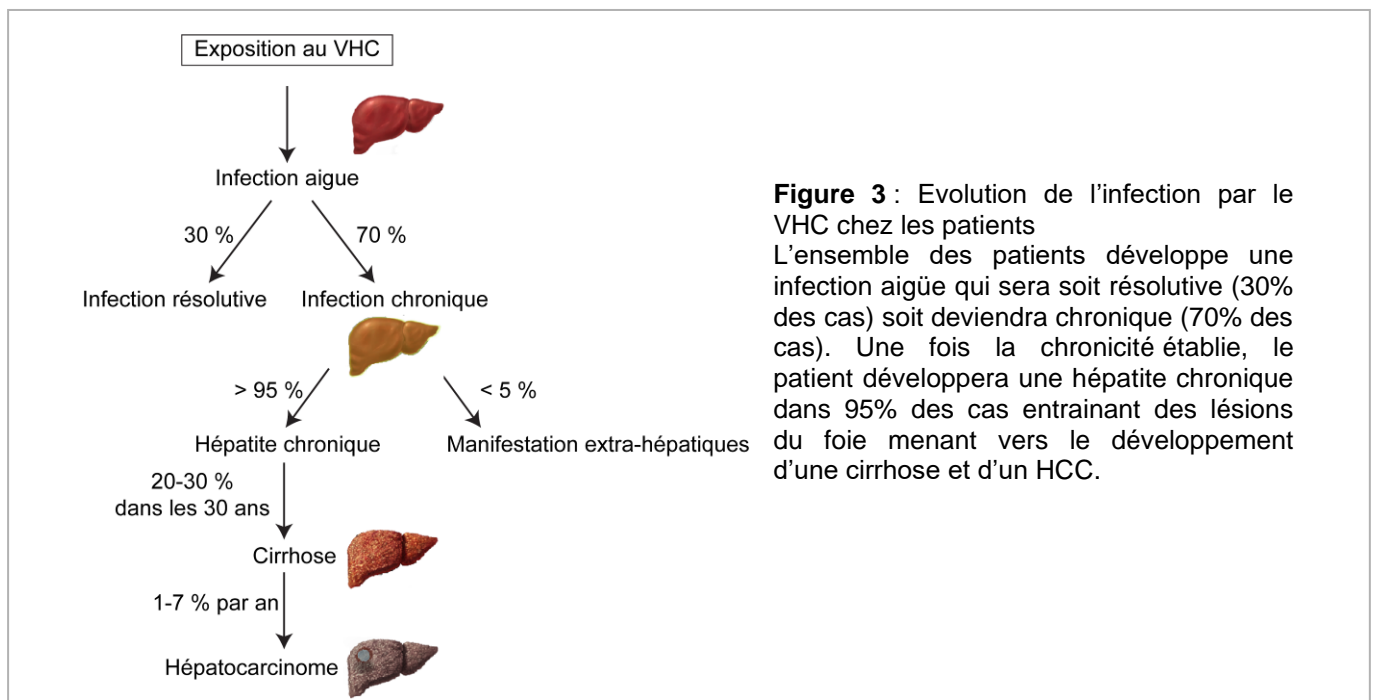 Exposition au VHC
Infection aigue
30 %
70 %
Infection résolutive
Infection chronique
> 95 %
< 5 %
Hépatite chronique
Manifestation extra-hépatiques
20-30 %
dans les 30 ans
Cirrhose
1-7 % par an
Hépatocarcinome
Figure 3 : Evolution de l'infection par le
VHC chez les patients
L'ensemble des patients développe une
infection aigüe qui sera soit résolutive (30%
des cas) soit deviendra chronique (70% des
cas). Une fois la chronicité établie, le
patient développera une hépatite chronique
dans 95% des cas entrainant des lésions
du foie menant vers le développement
d'une cirrhose et d'un HCC.